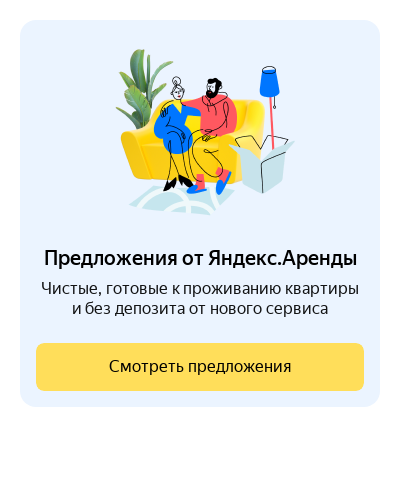 Предложения от Яндекс.Аренды
Чистые, готовые к проживанию квартиры
и без депозита от нового сервиса
Смотреть предложения